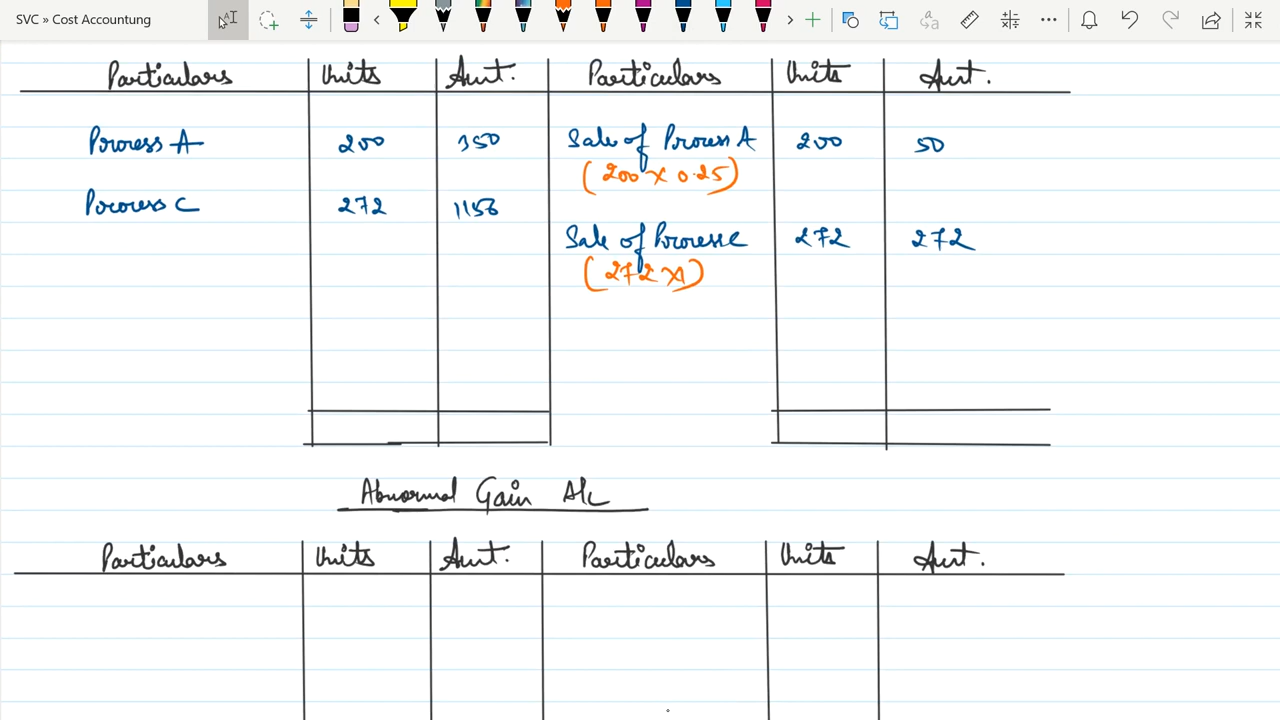 SVC » Cost Accountung
Particulars Units Amt. Particulars Units Amt.
Process A 200 350 Sale of Process A 200 50
(200 x 0.25)
Process C 272 1156
Sale of Process C 272 272
(272 x 1)
Abnormal Gain A/c
Particulars Units Amt. Particulars Units Amt.